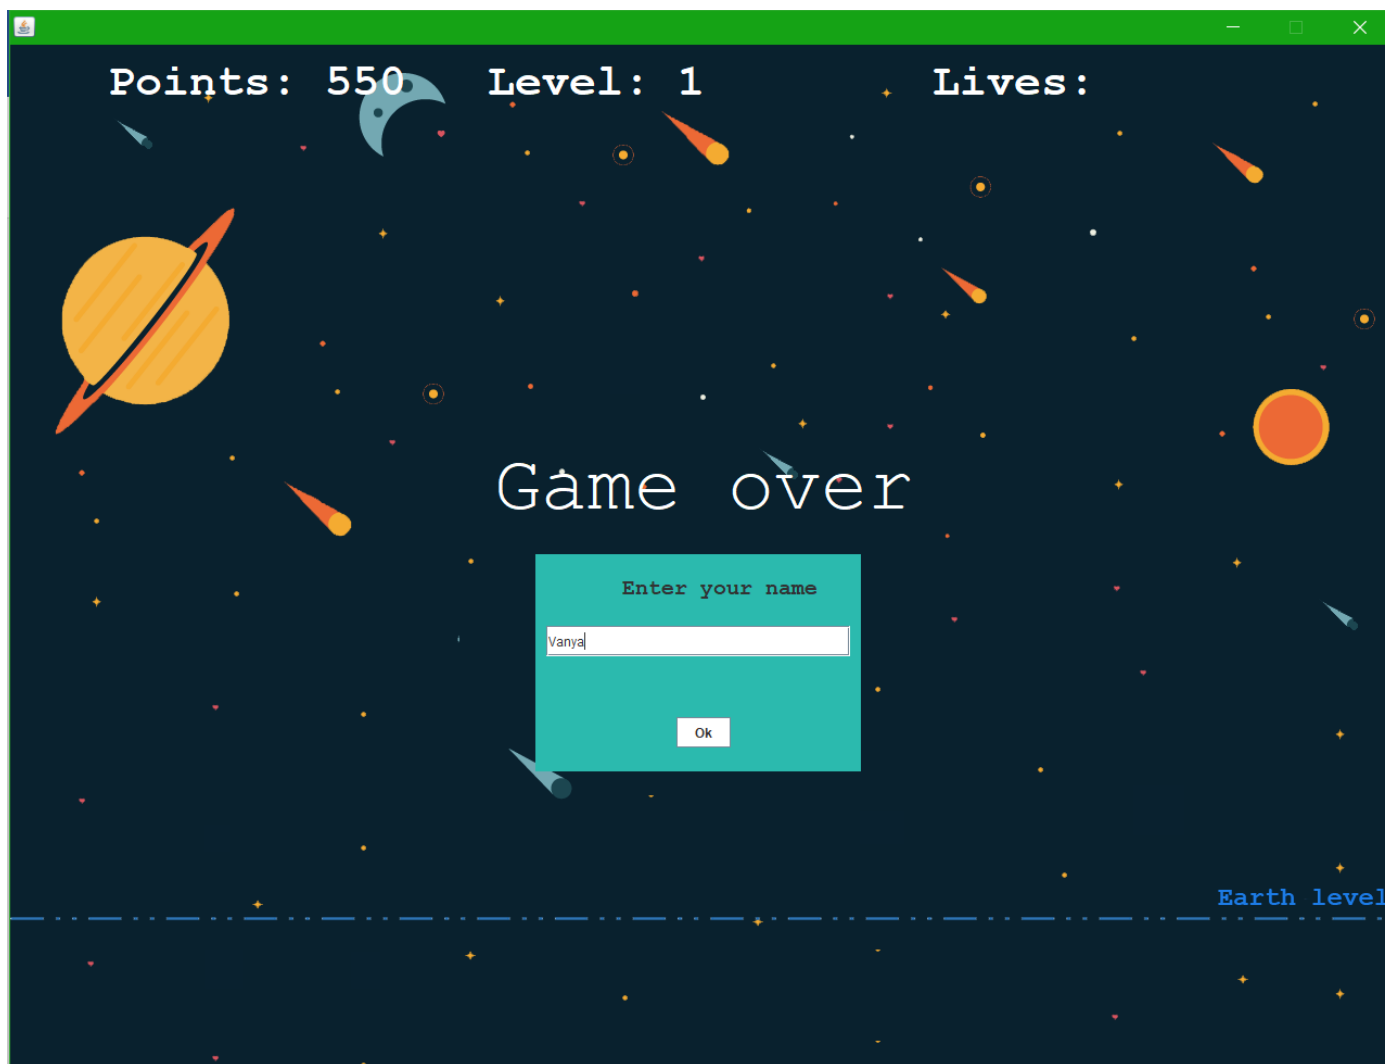 Points: 550 Level: 1 Lives:
Game over
Enter your name
Vanya
Ok
Earth level